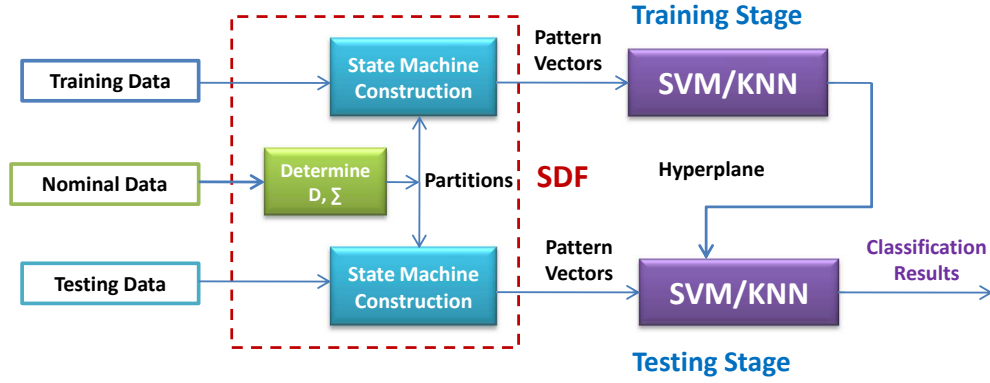 Training Stage
Training Data
State Machine
Construction
Pattern
Vectors
SVM/KNN
Nominal Data
Determine
D, ∑
Partitions
SDF
Hyperplane
Testing Data
State Machine
Construction
Pattern
Vectors
SVM/KNN
Classification
Results
Testing Stage